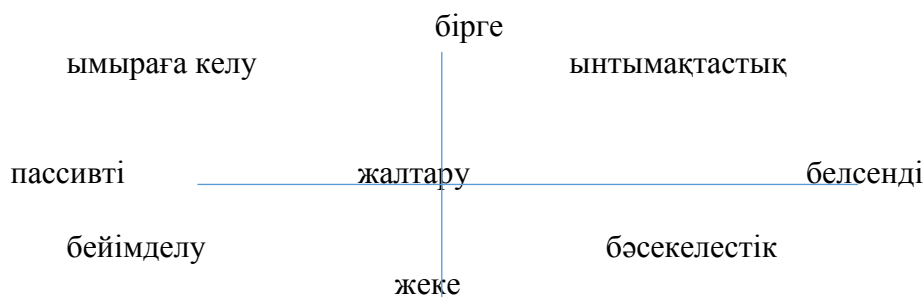 бірге
ымыраға келу ынтымақтастық
пассивті жалтару белсенді
бейімделу бәсекелестік
жеке